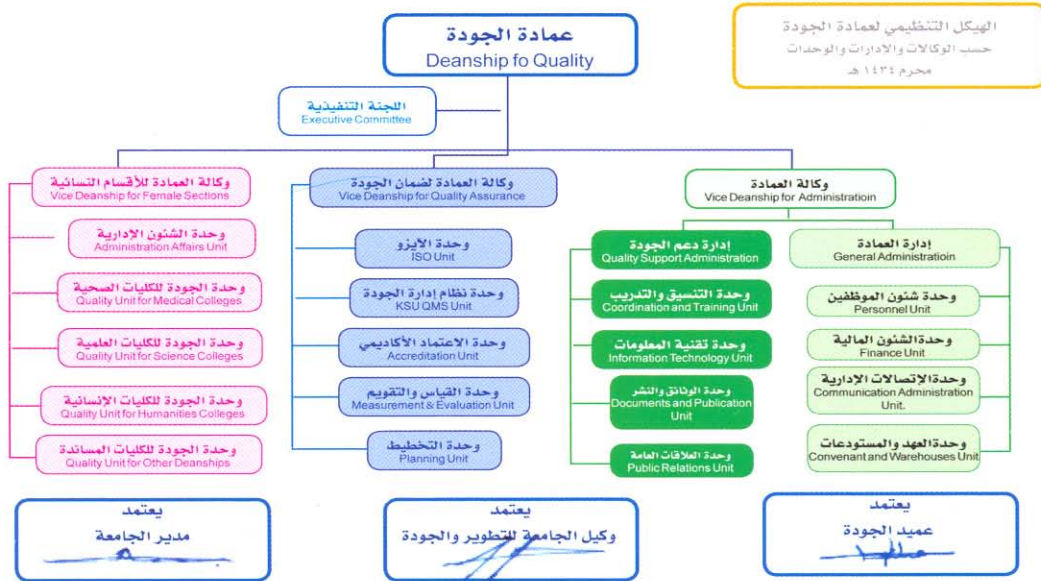 الهيكل التنظيمي لعمادة الجودة
حسب الوكالات والادارات والوحدات
محرم ١٤٣٤ هـ
عمادة الجودة
Deanship fo Quality
اللجنة التنفيذية
Executive Committee
وكالة العمادة للأقسام النسائية
Vice Deanship for Female Sections
وحدة الشئون الإدارية
Administration Affairs Unit
وحدة الجودة للكليات الصحية
Quality Unit for Medical Colleges
وحدة الجودة للكليات العلمية
Quality Unit for Science Colleges
وحدة الجودة للكليات الإنسانية
Quality Unit for Humanities Colleges
وحدة الجودة للكليات المساندة
Quality Unit for Other Deanships
وكالة العمادة لضمان الجودة
Vice Deanship for Quality Assurance
وحدة الآيزو
ISO Unit
وحدة نظام إدارة الجودة
KSU QMS Unit
وحدة الاعتماد الأكاديمي
Accreditation Unit
وحدة القياس والتقويم
Measurement & Evaluation Unit
وحدة التخطيط
Planning Unit
وكالة العمادة
Vice Deanship for Administratioin
إدارة دعم الجودة
Quality Support Administration
وحدة التنسيق والتدريب
Coordination and Training Unit
وحدة تقنية المعلومات
Information Technology Unit
وحدة الوثائق والنشر
Documents and Publication
Unit
وحدة العلاقات العامة
Public Relations Unit
إدارة العمادة
General Administratioin
وحدة شئون الموظفين
Personnel Unit
وحدة الشئون المالية
Finance Unit
وحدة الإتصالات الإدارية
Communication Administration
Unit.
وحدة العهد والمستودعات
Convenant and Warehouses Unit
يعتمد
مدير الجامعة
يعتمد
وكيل الجامعة للتطوير والجودة
يعتمد
عميد الجودة